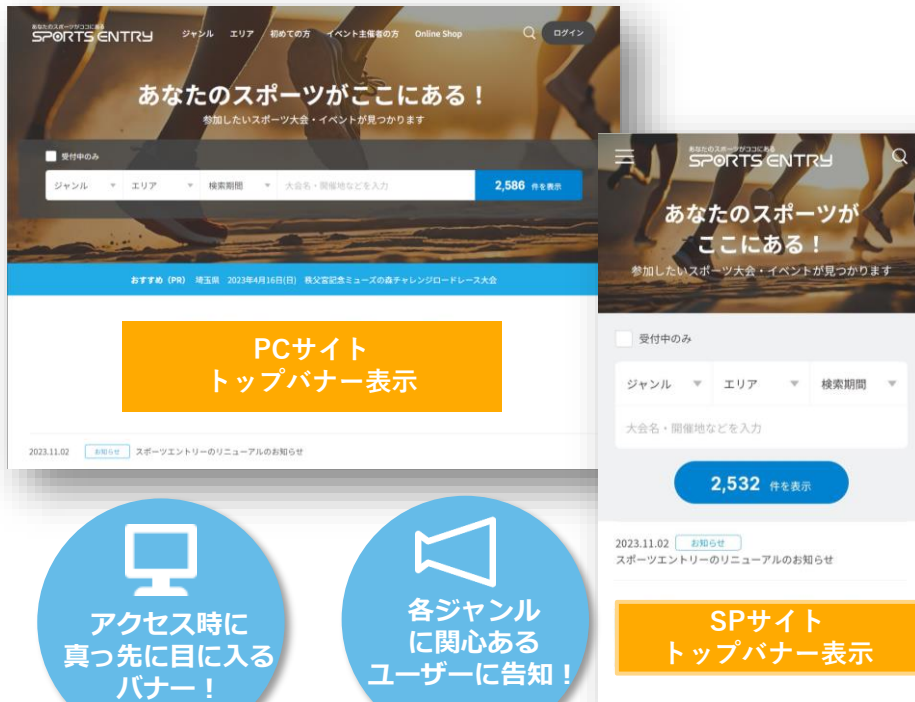 あなたのスポーツがココにある
SPORTS ENTRY
ジャンル エリア 初めての方 イベント主催者の方 Online Shop
ログイン
あなたのスポーツがここにある！
参加したいスポーツ大会・イベントが見つかります
受付中のみ
ジャンル エリア 検索期間 大会名・開催地などを入力 2,586 件を表示
おすすめ（PR） 埼玉県 2023年4月16日(日) 秩父宮記念ミューズの森チャレンジロードレース大会
PCサイト
トップバナー表示
2023.11.02 お知らせ スポーツエントリーのリニューアルのお知らせ
あなたのスポーツがココにある
SPORTS ENTRY
あなたのスポーツが
ここにある！
参加したいスポーツ大会・イベントが見つかります
受付中のみ
ジャンル エリア 検索期間
大会名・開催地などを入力
2,532 件を表示
2023.11.02 お知らせ
スポーツエントリーのリニューアルのお知らせ
SPサイト
トップバナー表示
アクセス時に
真っ先に目に入る
バナー！
各ジャンル
に関心ある
ユーザーに告知！